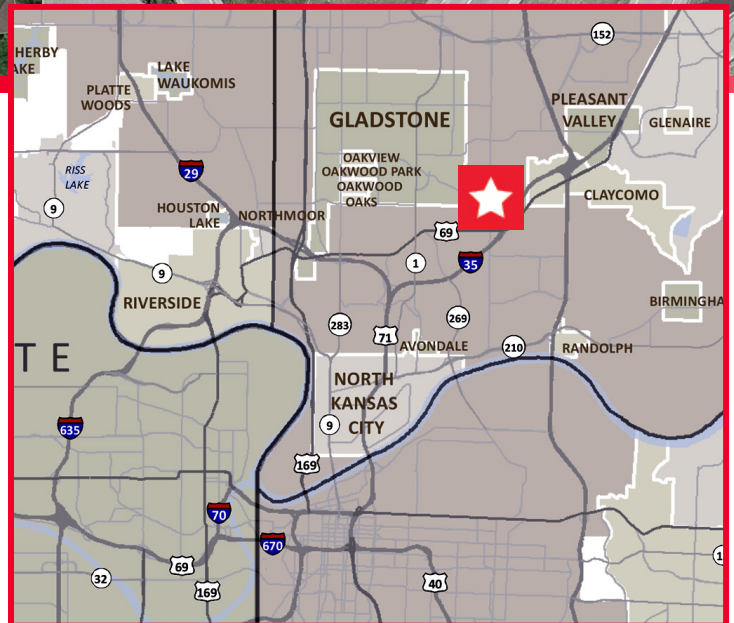 152
HERBY
AKE
LAKE
WAUKOMIS
PLATTE
WOODS
PLEASANT
VALLEY
GLENAIRE
GLADSTONE
OAKVIEW
OAKWOOD PARK
OAKWOOD
OAKS
RISS
LAKE
29
CLAYCOMO
9
HOUSTON
LAKE
NORTHMOOR
69
1
35
9
RIVERSIDE
BIRMINGHA
283
269
71
AVONDALE
210
RANDOLPH
T E
NORTH
KANSAS
CITY
9
635
169
70
670
69
32
169
40
1